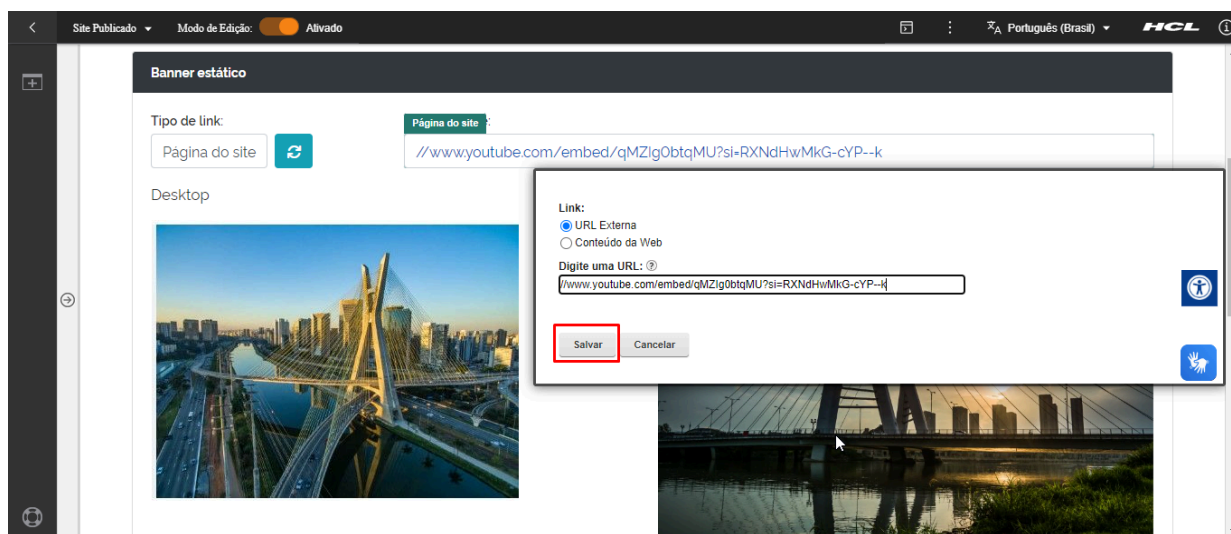 Site Publicado
Modo de Edição:
Ativado
Português (Brasil)
HCL
Banner estático
Tipo de link:
Página do site
Página do site
//www.youtube.com/embed/qMZIg0btqMU?si=RXNdHwMkG-cYP--k
Desktop
Link:
URL Externa
Conteúdo da Web
Digite uma URL:
//www.youtube.com/embed/qMZIg0btqMU?si=RXNdHwMkG-cYP--k
Salvar
Cancelar